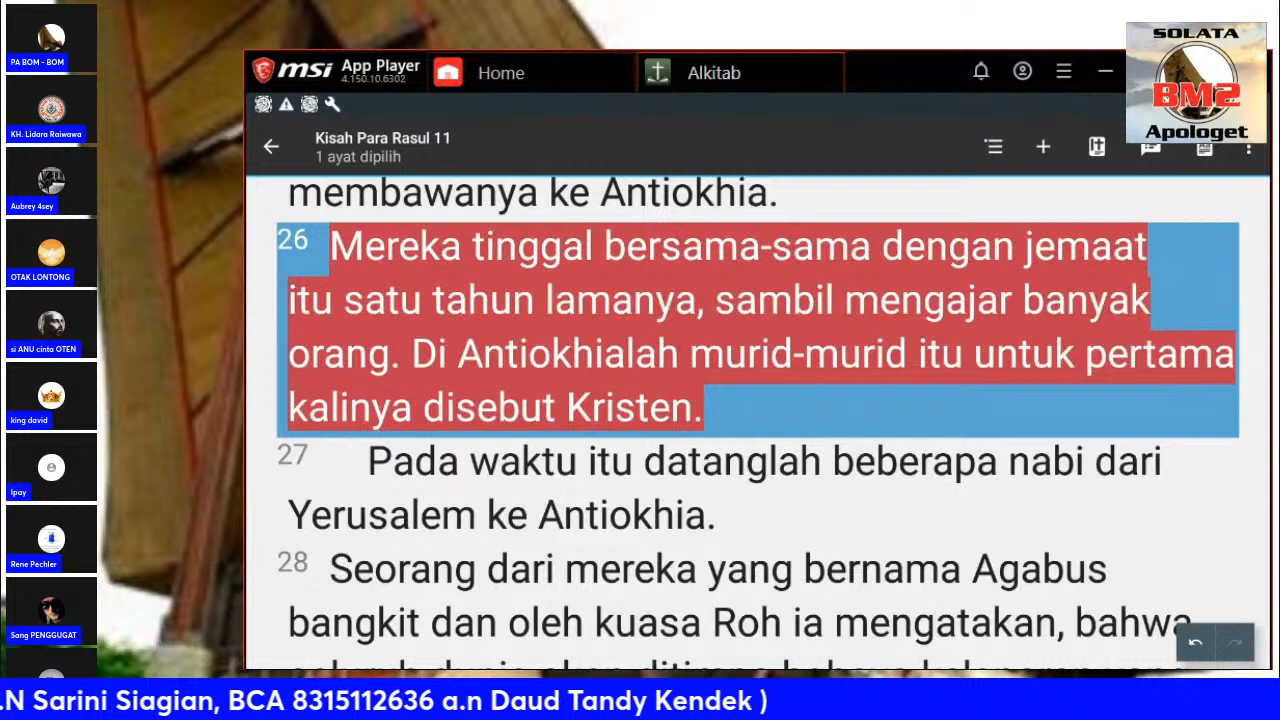 PA BOM - BOM
KH. Lidara Raiwawa
Aubrey 4sey
OTAK LONTONG
si ANU cinta OTEN
king david
Ipay
Rene Pechler
Sang PENGGUGAT
msi App Player
4.150.10.6302
Home
Alkitab
SOLATA
BM2
Apologet
Kisah Para Rasul 11
1 ayat dipilih
membawanya ke Antiokhia.
26 Mereka tinggal bersama-sama dengan jemaat
itu satu tahun lamanya, sambil mengajar banyak
orang. Di Antiokhialah murid-murid itu untuk pertama
kalinya disebut Kristen.
27 Pada waktu itu datanglah beberapa nabi dari
Yerusalem ke Antiokhia.
28 Seorang dari mereka yang bernama Agabus
bangkit dan oleh kuasa Roh ia mengatakan, bahwa
.N Sarini Siagian, BCA 8315112636 a.n Daud Tandy Kendek )